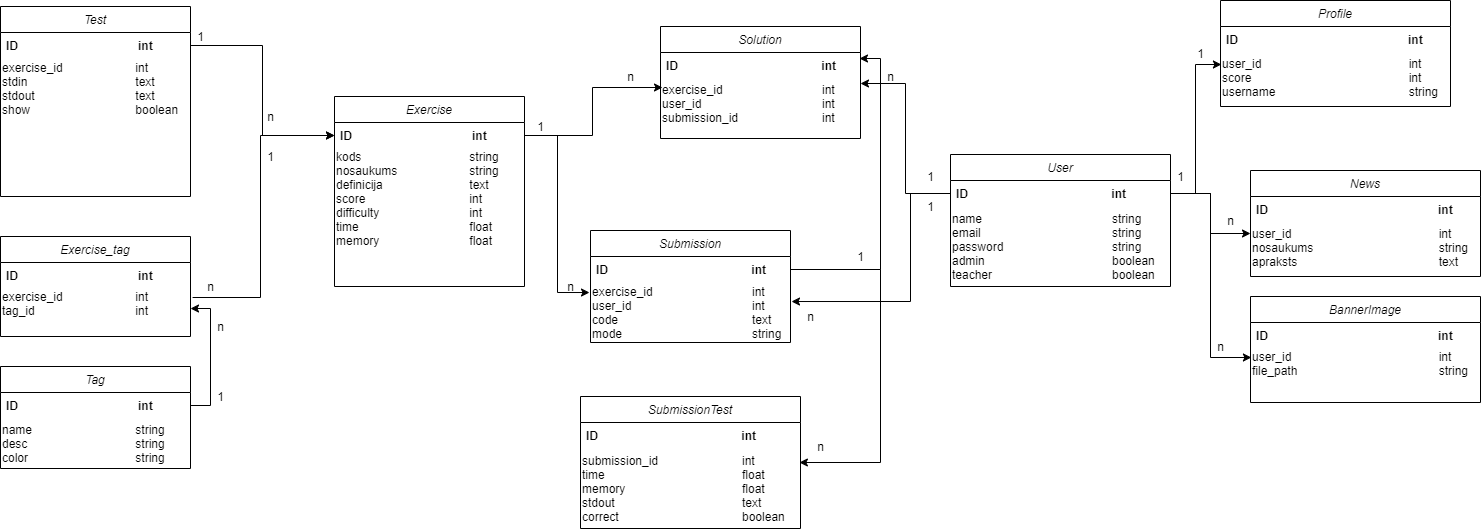 Test
ID int
exercise_id int
stdin text
stdout text
show boolean
1
n
1
Exercise_tag
ID int
exercise_id int
tag_id int
n
n
Tag
ID int
name string
desc string
color string
1
Exercise
ID int
kods string
nosaukums string
definicija text
score int
difficulty int
time float
memory float
1
n
n
Solution
ID int
exercise_id int
user_id int
submission_id int
n
Submission
ID int
exercise_id int
user_id int
code text
mode string
1
n
SubmissionTest
ID int
submission_id int
time float
memory float
stdout text
correct boolean
n
1
1
User
ID int
name string
email string
password string
admin boolean
teacher boolean
1
1
n
n
Profile
ID int
user_id int
score int
username string
News
ID int
user_id int
nosaukums string
apraksts text
BannerImage
ID int
user_id int
file_path string